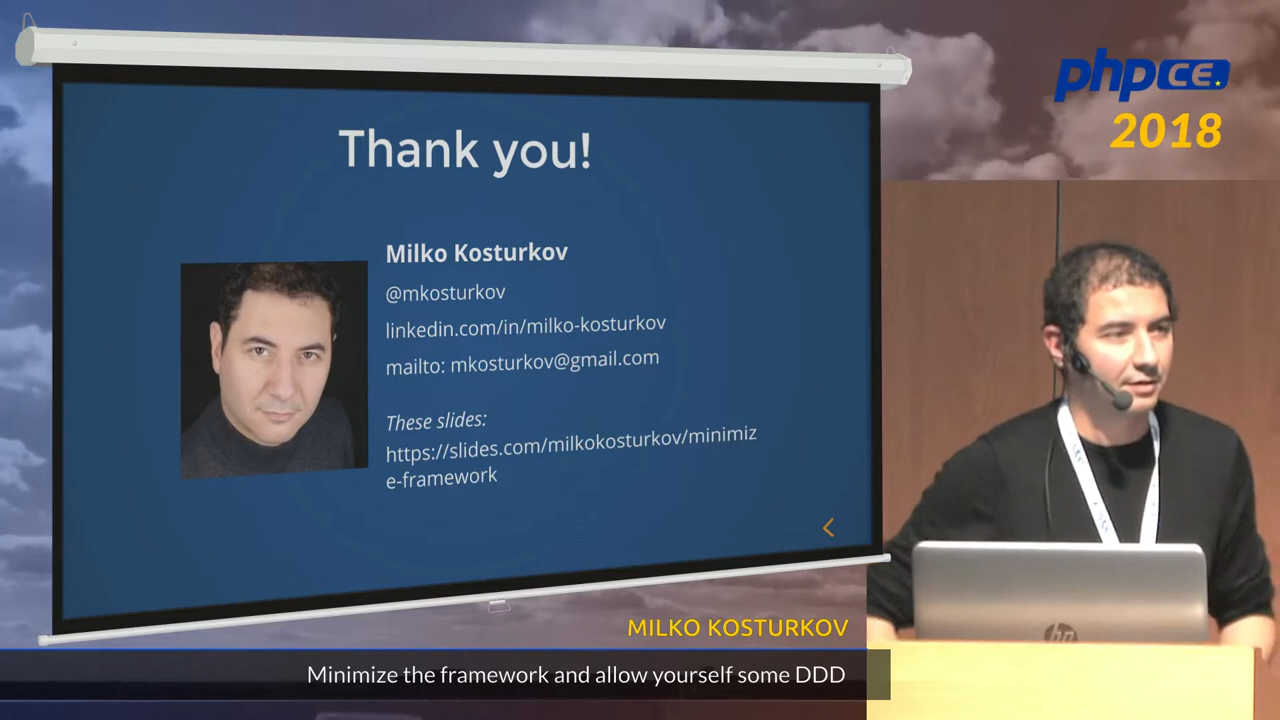 phpce.
2018
Thank you!
Milko Kosturkov
@mkosturkov
linkedin.com/in/milko-kosturkov
mailto: mkosturkov@gmail.com
These slides:
https://slides.com/milkokosturkov/minimiz
e-framework
MILKO KOSTURKOV
Minimize the framework and allow yourself some DDD
hp